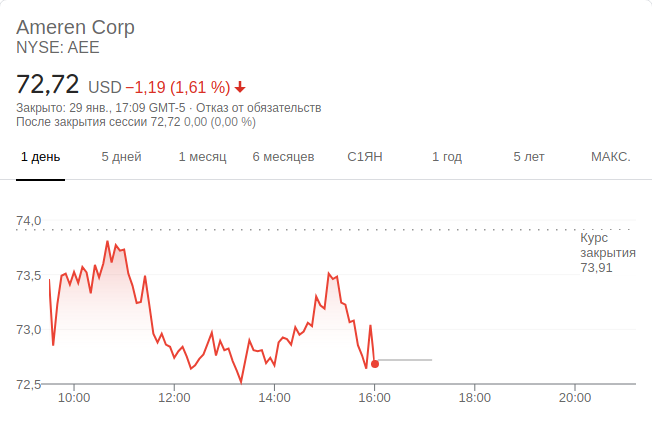 Ameren Corp
NYSE: AEE
72,72 USD −1,19 (1,61 %)
Закрыто: 29 янв., 17:09 GMT-5 · Отказ от обязательств
После закрытия сессии 72,72 0,00 (0,00 %)
1 день 5 дней 1 месяц 6 месяцев С1ЯН 1 год 5 лет МАКС.
74,0
Курс
закрытия
73,91
73,5
73,0
72,5
10:00 12:00 14:00 16:00 18:00 20:00